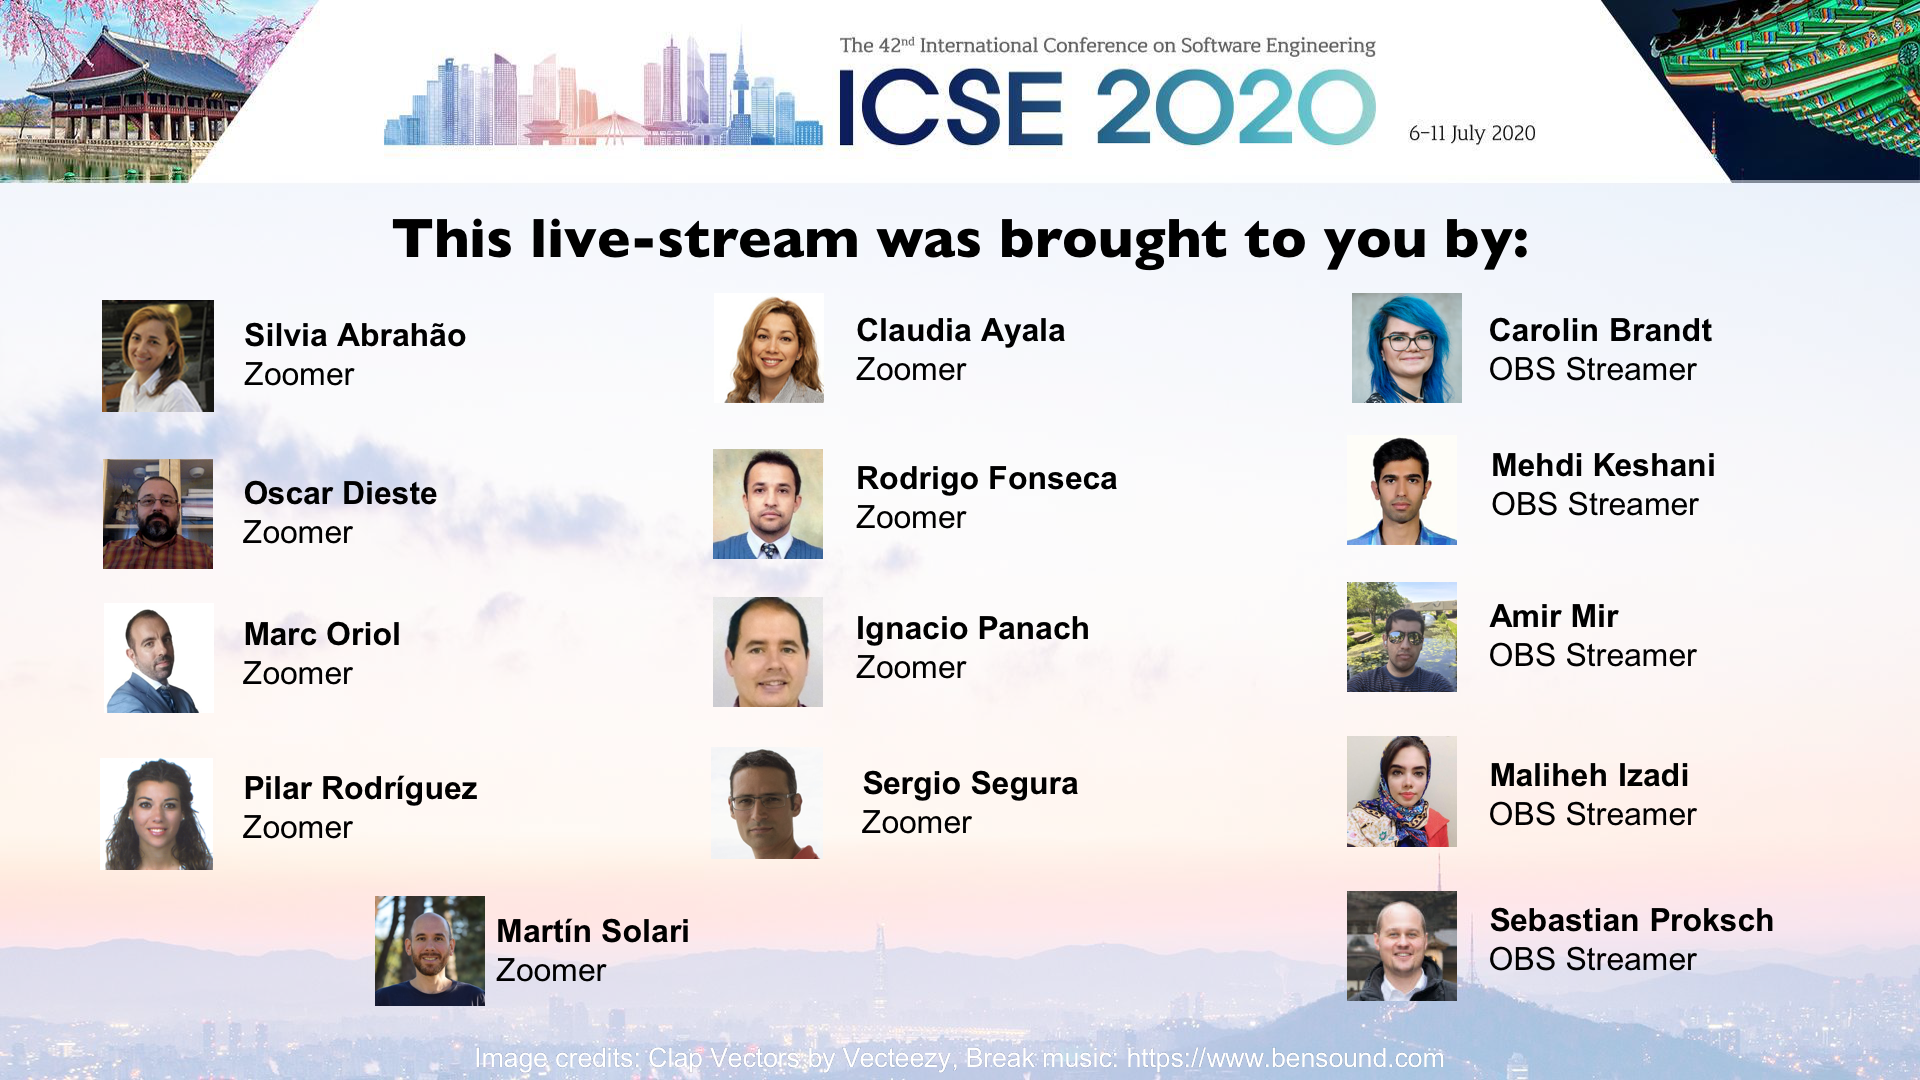 The 42nd International Conference on Software Engineering
ICSE 2020
6-11 July 2020
This live-stream was brought to you by:
Silvia Abrahão
Zoomer
Claudia Ayala
Zoomer
Carolin Brandt
OBS Streamer
Oscar Dieste
Zoomer
Rodrigo Fonseca
Zoomer
Mehdi Keshani
OBS Streamer
Marc Oriol
Zoomer
Ignacio Panach
Zoomer
Amir Mir
OBS Streamer
Pilar Rodríguez
Zoomer
Sergio Segura
Zoomer
Maliheh Izadi
OBS Streamer
Martín Solari
Zoomer
Sebastian Proksch
OBS Streamer
Image credits: Clap Vectors by Vecteezy, Break music: https://www.bensound.com